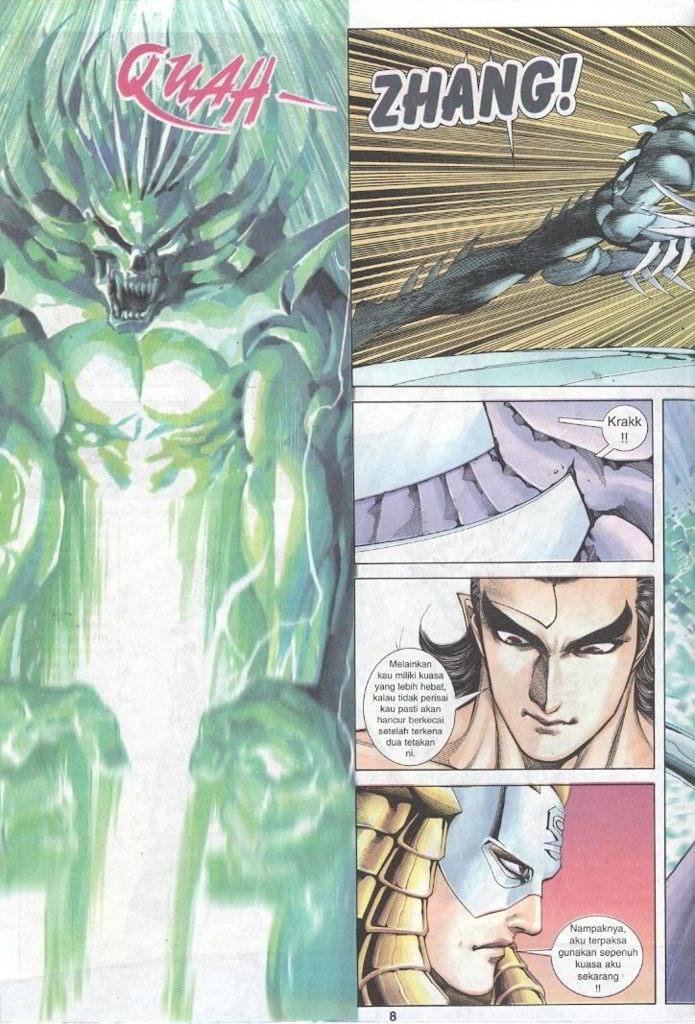 QUAH
ZHANG!
Krakk
!!
Melainkan
kau miliki kuasa
yang lebih hebat,
kalau tidak perisai
kau pasti akan
hancur berkecai
setelah terkena
dua tetakan
ni.
Nampaknya,
aku terpaksa
gunakan sepenuh
kuasa aku
sekarang
!!
8